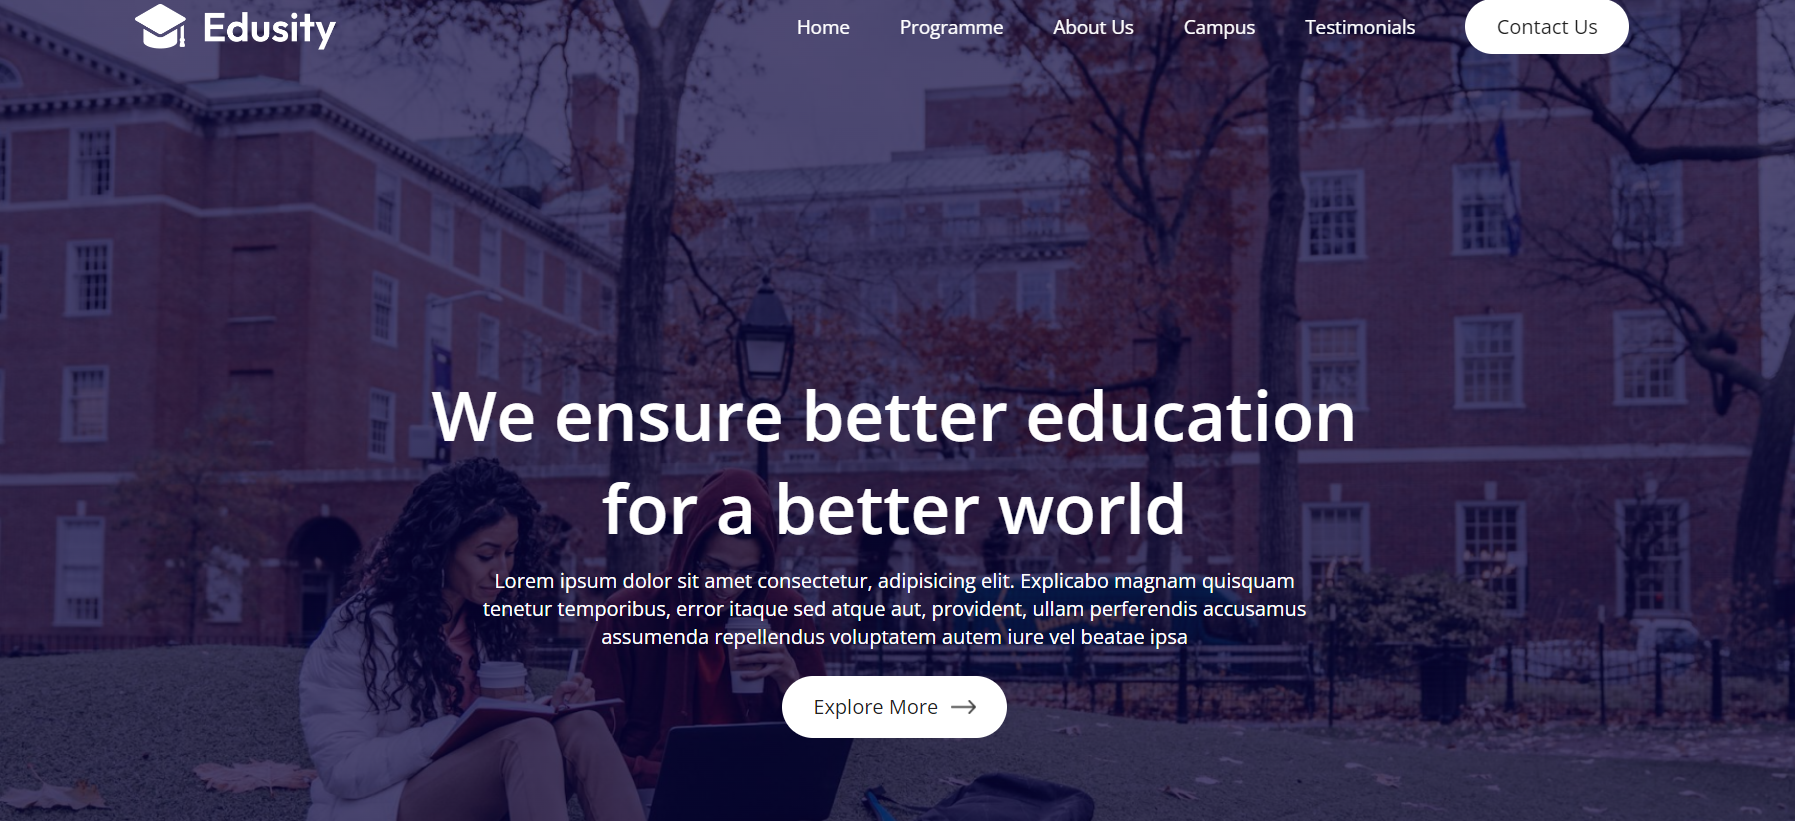 Edusity
Home
Programme
About Us
Campus
Testimonials
Contact Us
We ensure better education
for a better world
Lorem ipsum dolor sit amet consectetur, adipisicing elit. Explicabo magnam quisquam
tenetur temporibus, error itaque sed atque aut, provident, ullam perferendis accusamus
assumenda repellendus voluptatem autem iure vel beatae ipsa
Explore More